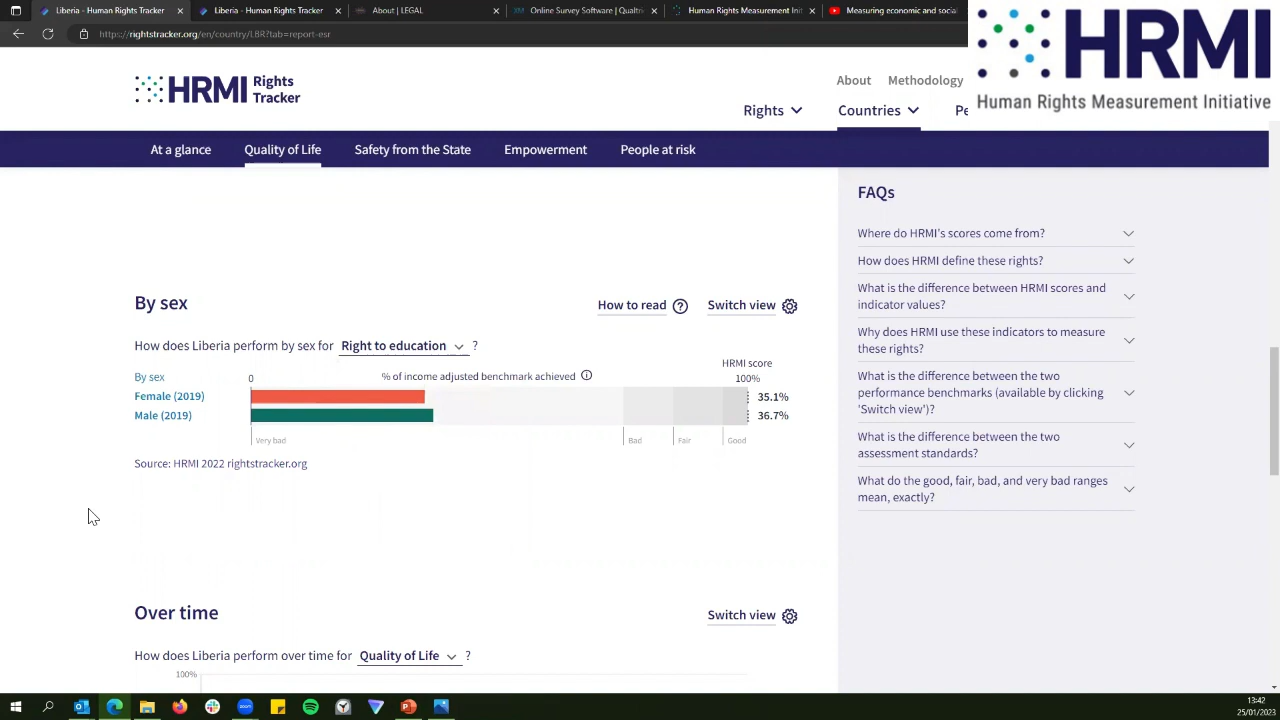 Liberia - Human Rights Tracker
Liberia - Human Rights Tracker
About | LEGAL
Online Survey Software | Qualtr
Human Rights Measurement Init
Measuring economic and social
https://rightstracker.org/en/country/LBR?tab=report-esr
HRMI
Human Rights Measurement Initiative
HRMI Rights
Tracker
About Methodology
Rights Countries Pe
At a glance Quality of Life Safety from the State Empowerment People at risk
By sex How to read ? Switch view
How does Liberia perform by sex for Right to education ?
HRMI score
By sex 0 % of income adjusted benchmark achieved 100%
Female (2019) 35.1%
Male (2019) 36.7%
Very bad Bad Fair Good
Source: HRMI 2022 rightstracker.org
Over time Switch view
How does Liberia perform over time for Quality of Life ?
100%
FAQs
Where do HRMI's scores come from?
How does HRMI define these rights?
What is the difference between HRMI scores and
indicator values?
Why does HRMI use these indicators to measure
these rights?
What is the difference between the two
performance benchmarks (available by clicking
'Switch view')?
What is the difference between the two
assessment standards?
What do the good, fair, bad, and very bad ranges
mean, exactly?
13:42
25/01/2023